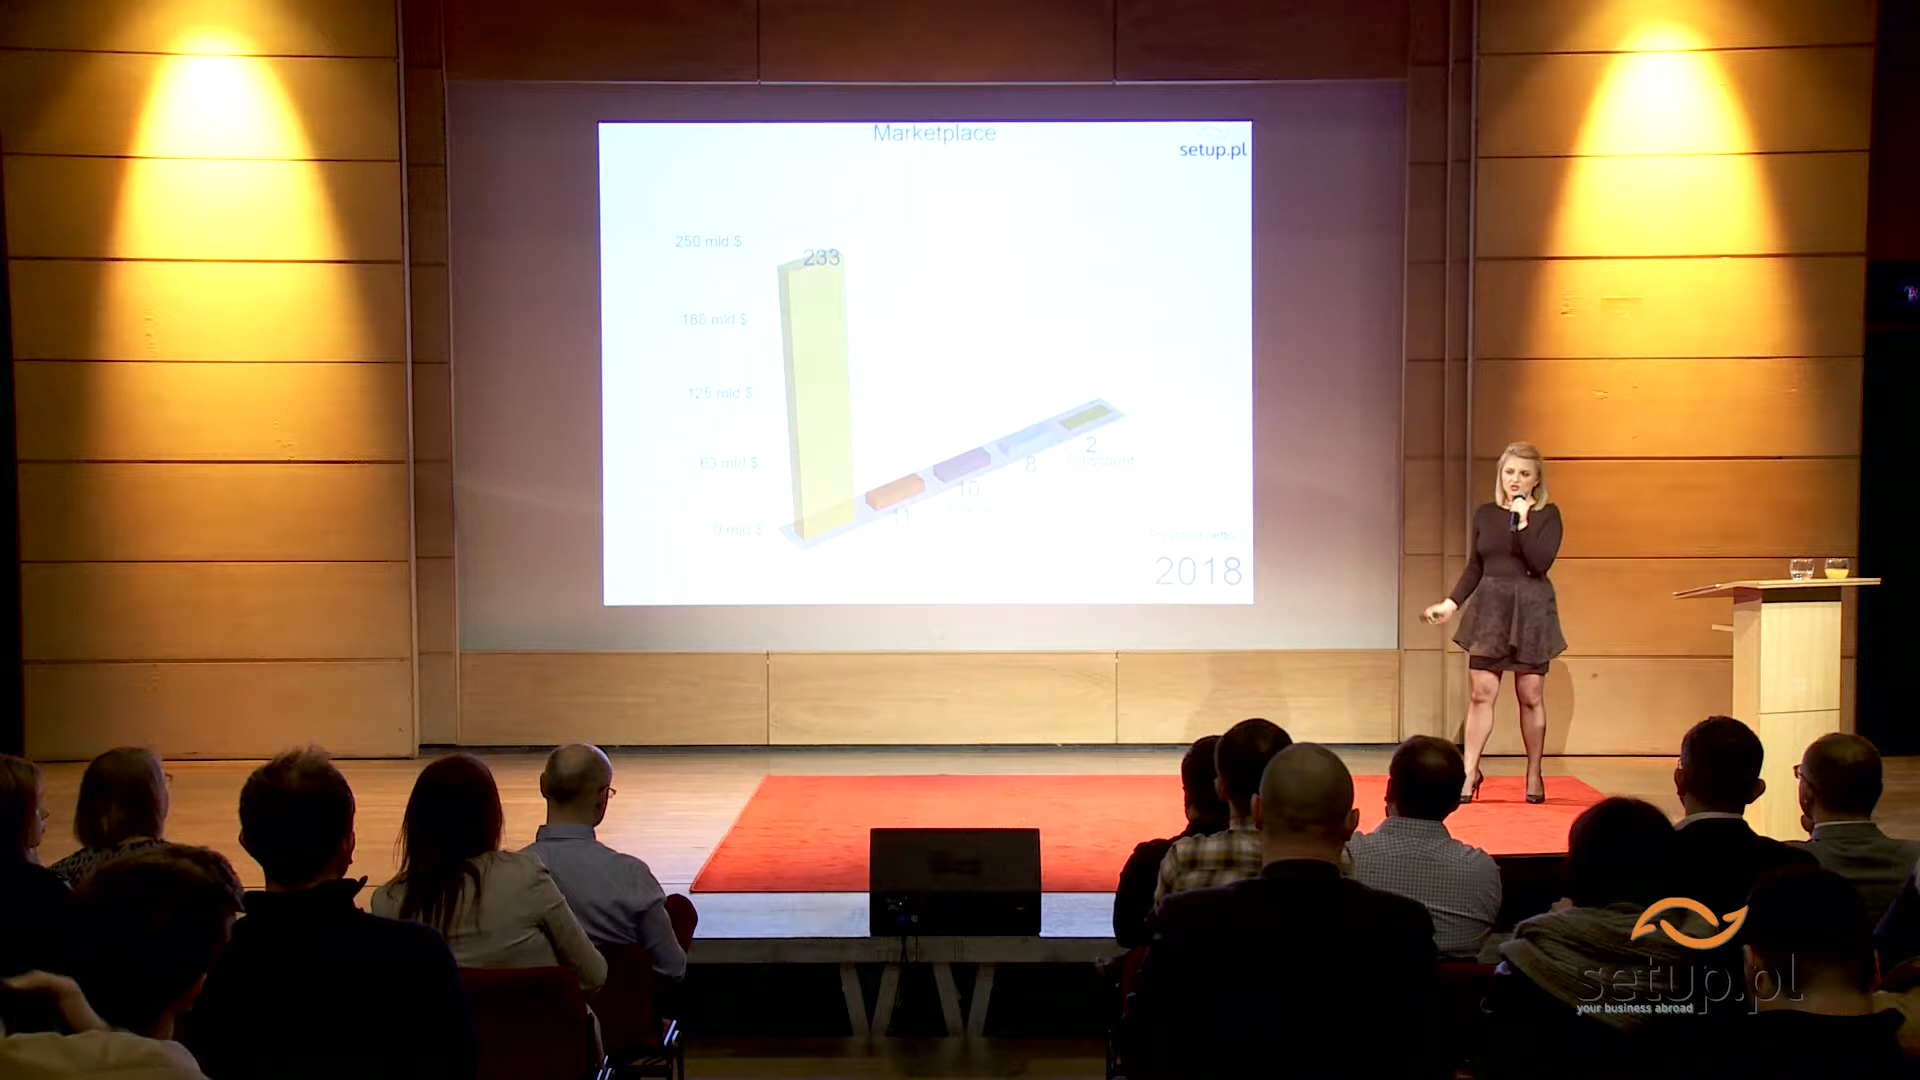 Marketplace
setup.pl
250 mld $
233
188 mld $
125 mld $
63 mld $
0 mld $
11
10
8
2
Cdiscount
2018
setup.pl
your business abroad